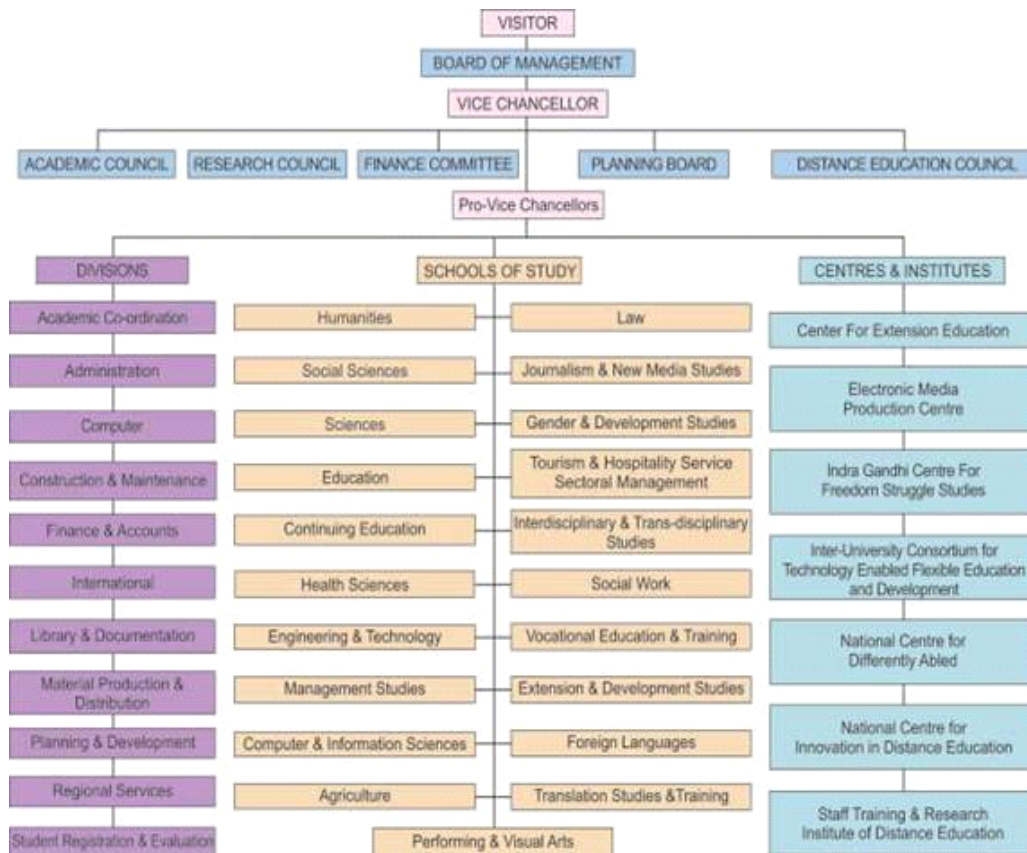 VISITOR
BOARD OF MANAGEMENT
VICE CHANCELLOR
ACADEMIC COUNCIL
RESEARCH COUNCIL
FINANCE COMMITTEE
PLANNING BOARD
DISTANCE EDUCATION COUNCIL
Pro-Vice Chancellors
DIVISIONS
Academic Co-ordination
Administration
Computer
Construction & Maintenance
Finance & Accounts
International
Library & Documentation
Material Production &
Distribution
Planning & Development
Regional Services
Student Registration & Evaluation
SCHOOLS OF STUDY
Humanities
Law
Social Sciences
Journalism & New Media Studies
Sciences
Gender & Development Studies
Education
Tourism & Hospitality Service
Sectoral Management
Continuing Education
Interdisciplinary & Trans-disciplinary
Studies
Health Sciences
Social Work
Engineering & Technology
Vocational Education & Training
Management Studies
Extension & Development Studies
Computer & Information Sciences
Foreign Languages
Agriculture
Translation Studies &Training
Performing & Visual Arts
CENTRES & INSTITUTES
Center For Extension Education
Electronic Media
Production Centre
Indra Gandhi Centre For
Freedom Struggle Studies
Inter-University Consortium for
Technology Enabled Flexible Education
and Development
National Centre for
Differently Abled
National Centre for
Innovation in Distance Education
Staff Training & Research
Institute of Distance Education